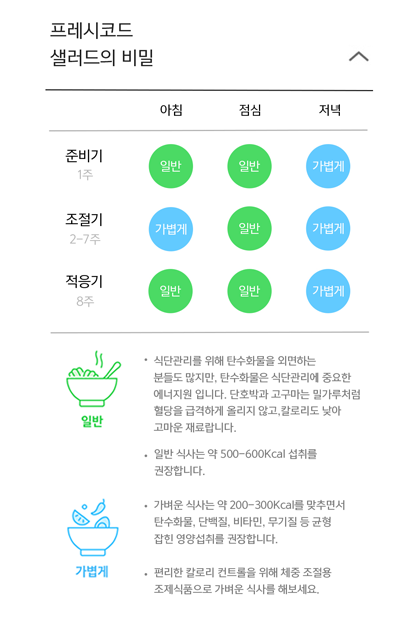 프레시코드
샐러드의 비밀
아침 점심 저녁
준비기
1주
일반 일반 가볍게
조절기
2-7주
가볍게 일반 가볍게
적응기
8주
일반 일반 가볍게
일반
• 식단관리를 위해 탄수화물을 외면하는
분들도 많지만, 탄수화물은 식단관리에 중요한
에너지원 입니다. 단호박과 고구마는 밀가루처럼
혈당을 급격하게 올리지 않고,칼로리도 낮아
고마운 재료랍니다.
• 일반 식사는 약 500-600Kcal 섭취를
권장합니다.
가볍게
• 가벼운 식사는 약 200-300Kcal를 맞추면서
탄수화물, 단백질, 비타민, 무기질 등 균형
잡힌 영양섭취를 권장합니다.
• 편리한 칼로리 컨트롤을 위해 체중 조절용
조제식품으로 가벼운 식사를 해보세요.